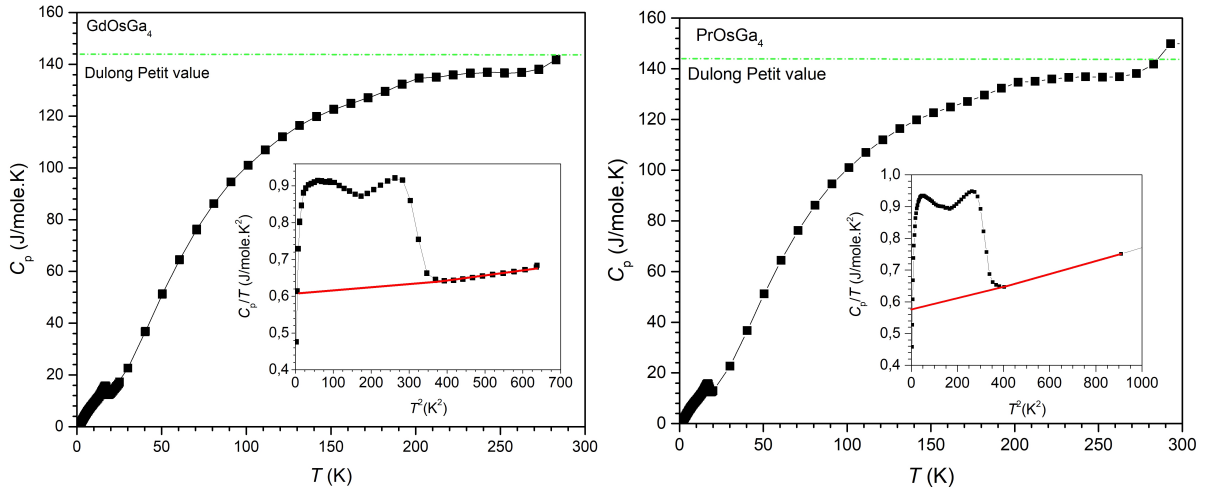 GdOsGa4
Dulong Petit value
Cp (J/mole.K)
160
140
120
100
80
60
40
20
0
0 50 100 150 200 250 300
T (K)
Cp/T (J/mole.K2)
0,9
0,8
0,7
0,6
0,5
0,4
0 100 200 300 400 500 600 700
T2(K2)
PrOsGa4
Dulong Petit value
Cp (J/mole.K)
160
140
120
100
80
60
40
20
0
0 50 100 150 200 250 300
T (K)
Cp/T (J/mole.K2)
1,0
0,9
0,8
0,7
0,6
0,5
0,4
0 200 400 600 800 1000
T2(K2)